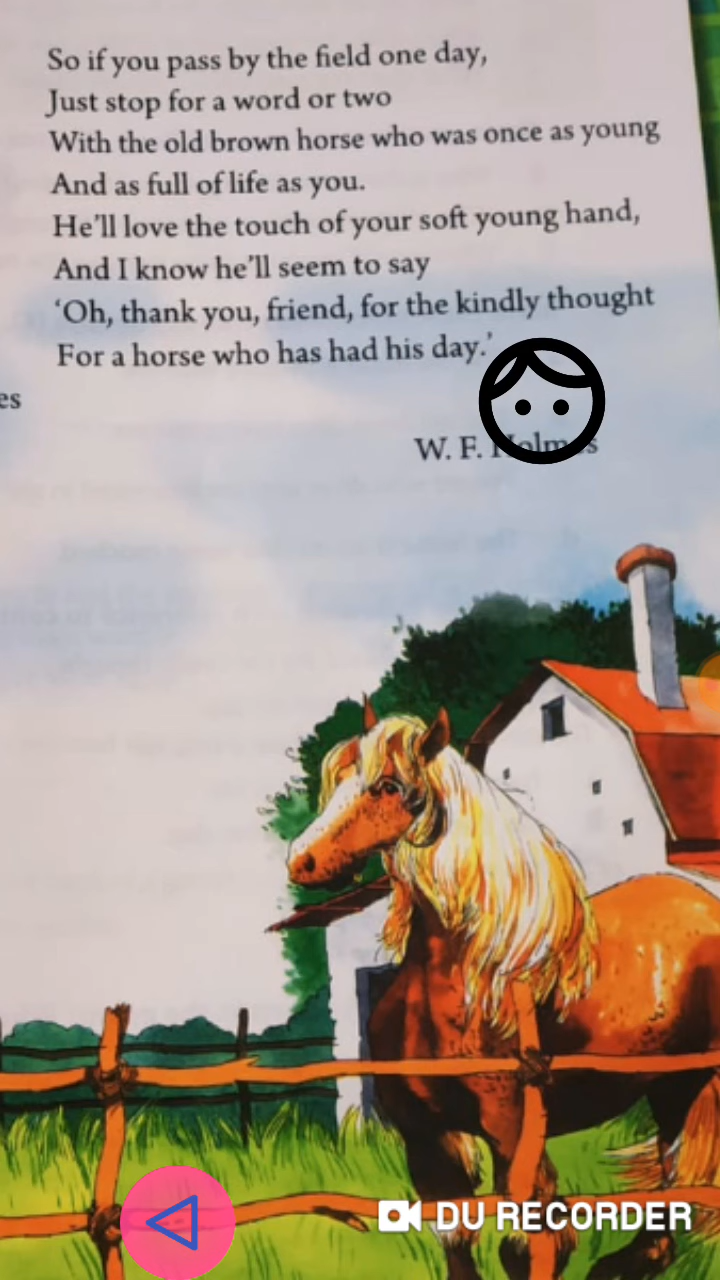 So if you pass by the field one day,
Just stop for a word or two
With the old brown horse who was once as young
And as full of life as you.
He'll love the touch of your soft young hand,
And I know he'll seem to say
'Oh, thank you, friend, for the kindly thought
For a horse who has had his day.'
es
W. F. Holmes
DU RECORDER